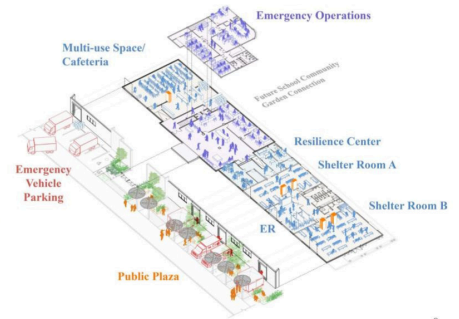 Emergency Operations
Multi-use Space/
Cafeteria
Future School Community
Garden Connection
Resilience Center
Shelter Room A
Emergency
Vehicle
Parking
Shelter Room B
ER
Public Plaza